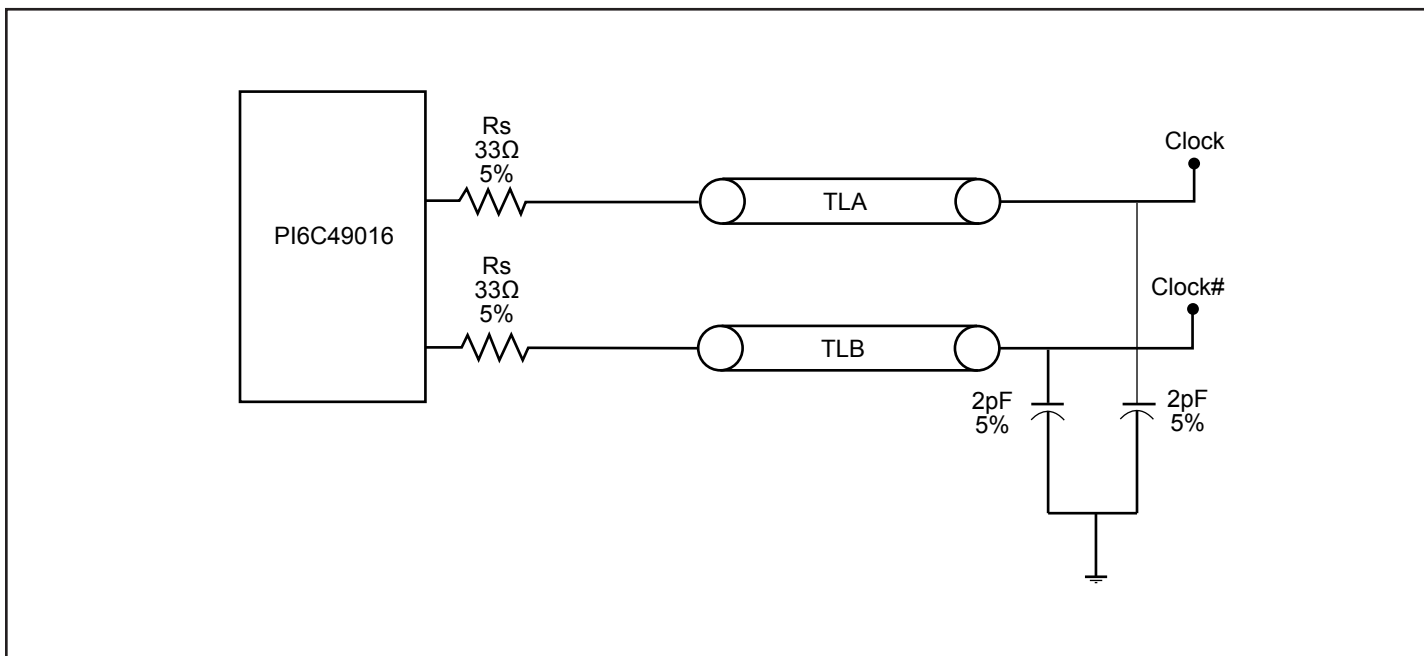 Rs
33Ω
5%
Clock
TLA
PI6C49016
Rs
33Ω
5%
Clock#
TLB
2pF
5%
2pF
5%